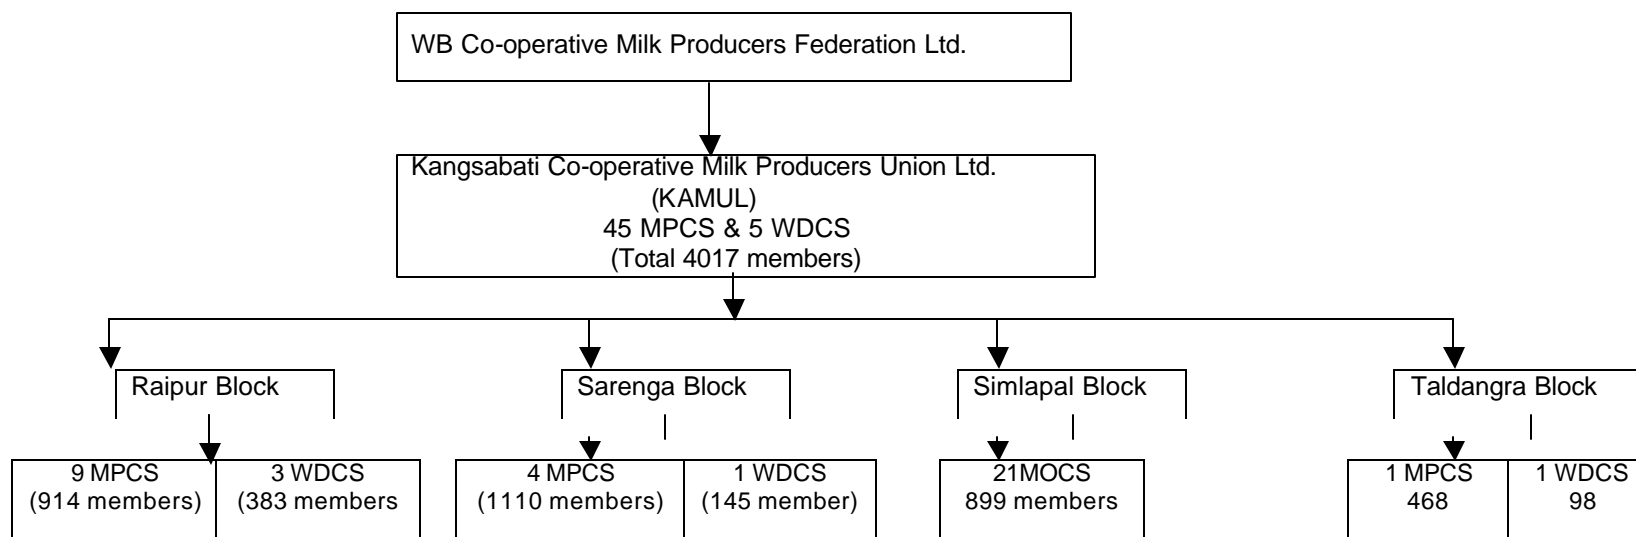 WB Co-operative Milk Producers Federation Ltd.
Kangsabati Co-operative Milk Producers Union Ltd.
(KAMUL)
45 MPCS & 5 WDCS
(Total 4017 members)
Raipur Block
Sarenga Block
Simlapal Block
Taldangra Block
9 MPCS
(914 members)
3 WDCS
(383 members
4 MPCS
(1110 members)
1 WDCS
(145 member)
21MOCS
899 members
1 MPCS
468
1 WDCS
98